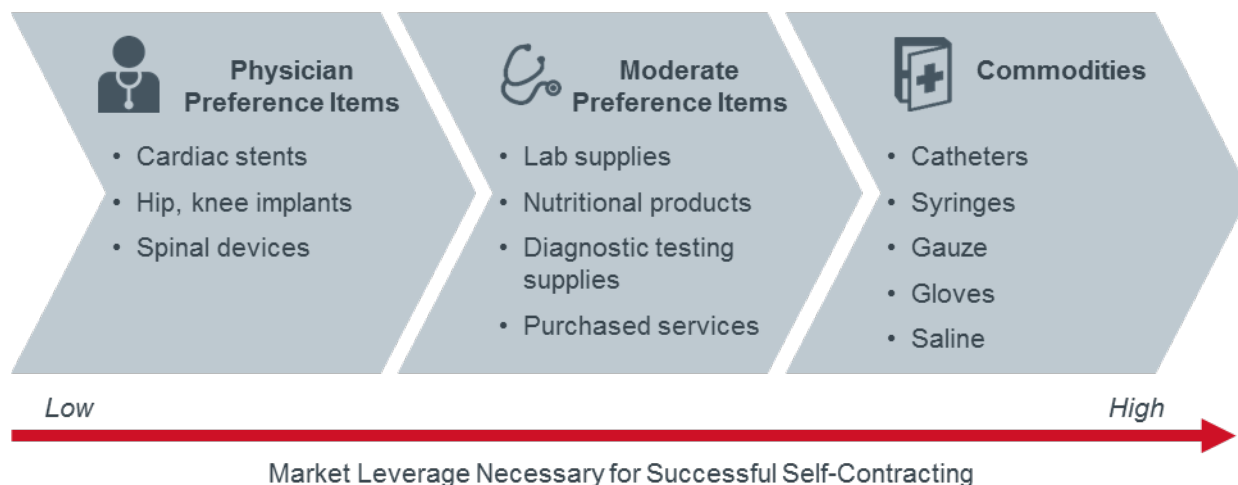 Physician
Preference Items
• Cardiac stents
• Hip, knee implants
• Spinal devices
Moderate
Preference Items
• Lab supplies
• Nutritional products
• Diagnostic testing
supplies
• Purchased services
Commodities
• Catheters
• Syringes
• Gauze
• Gloves
• Saline
Low
High
Market Leverage Necessary for Successful Self-Contracting